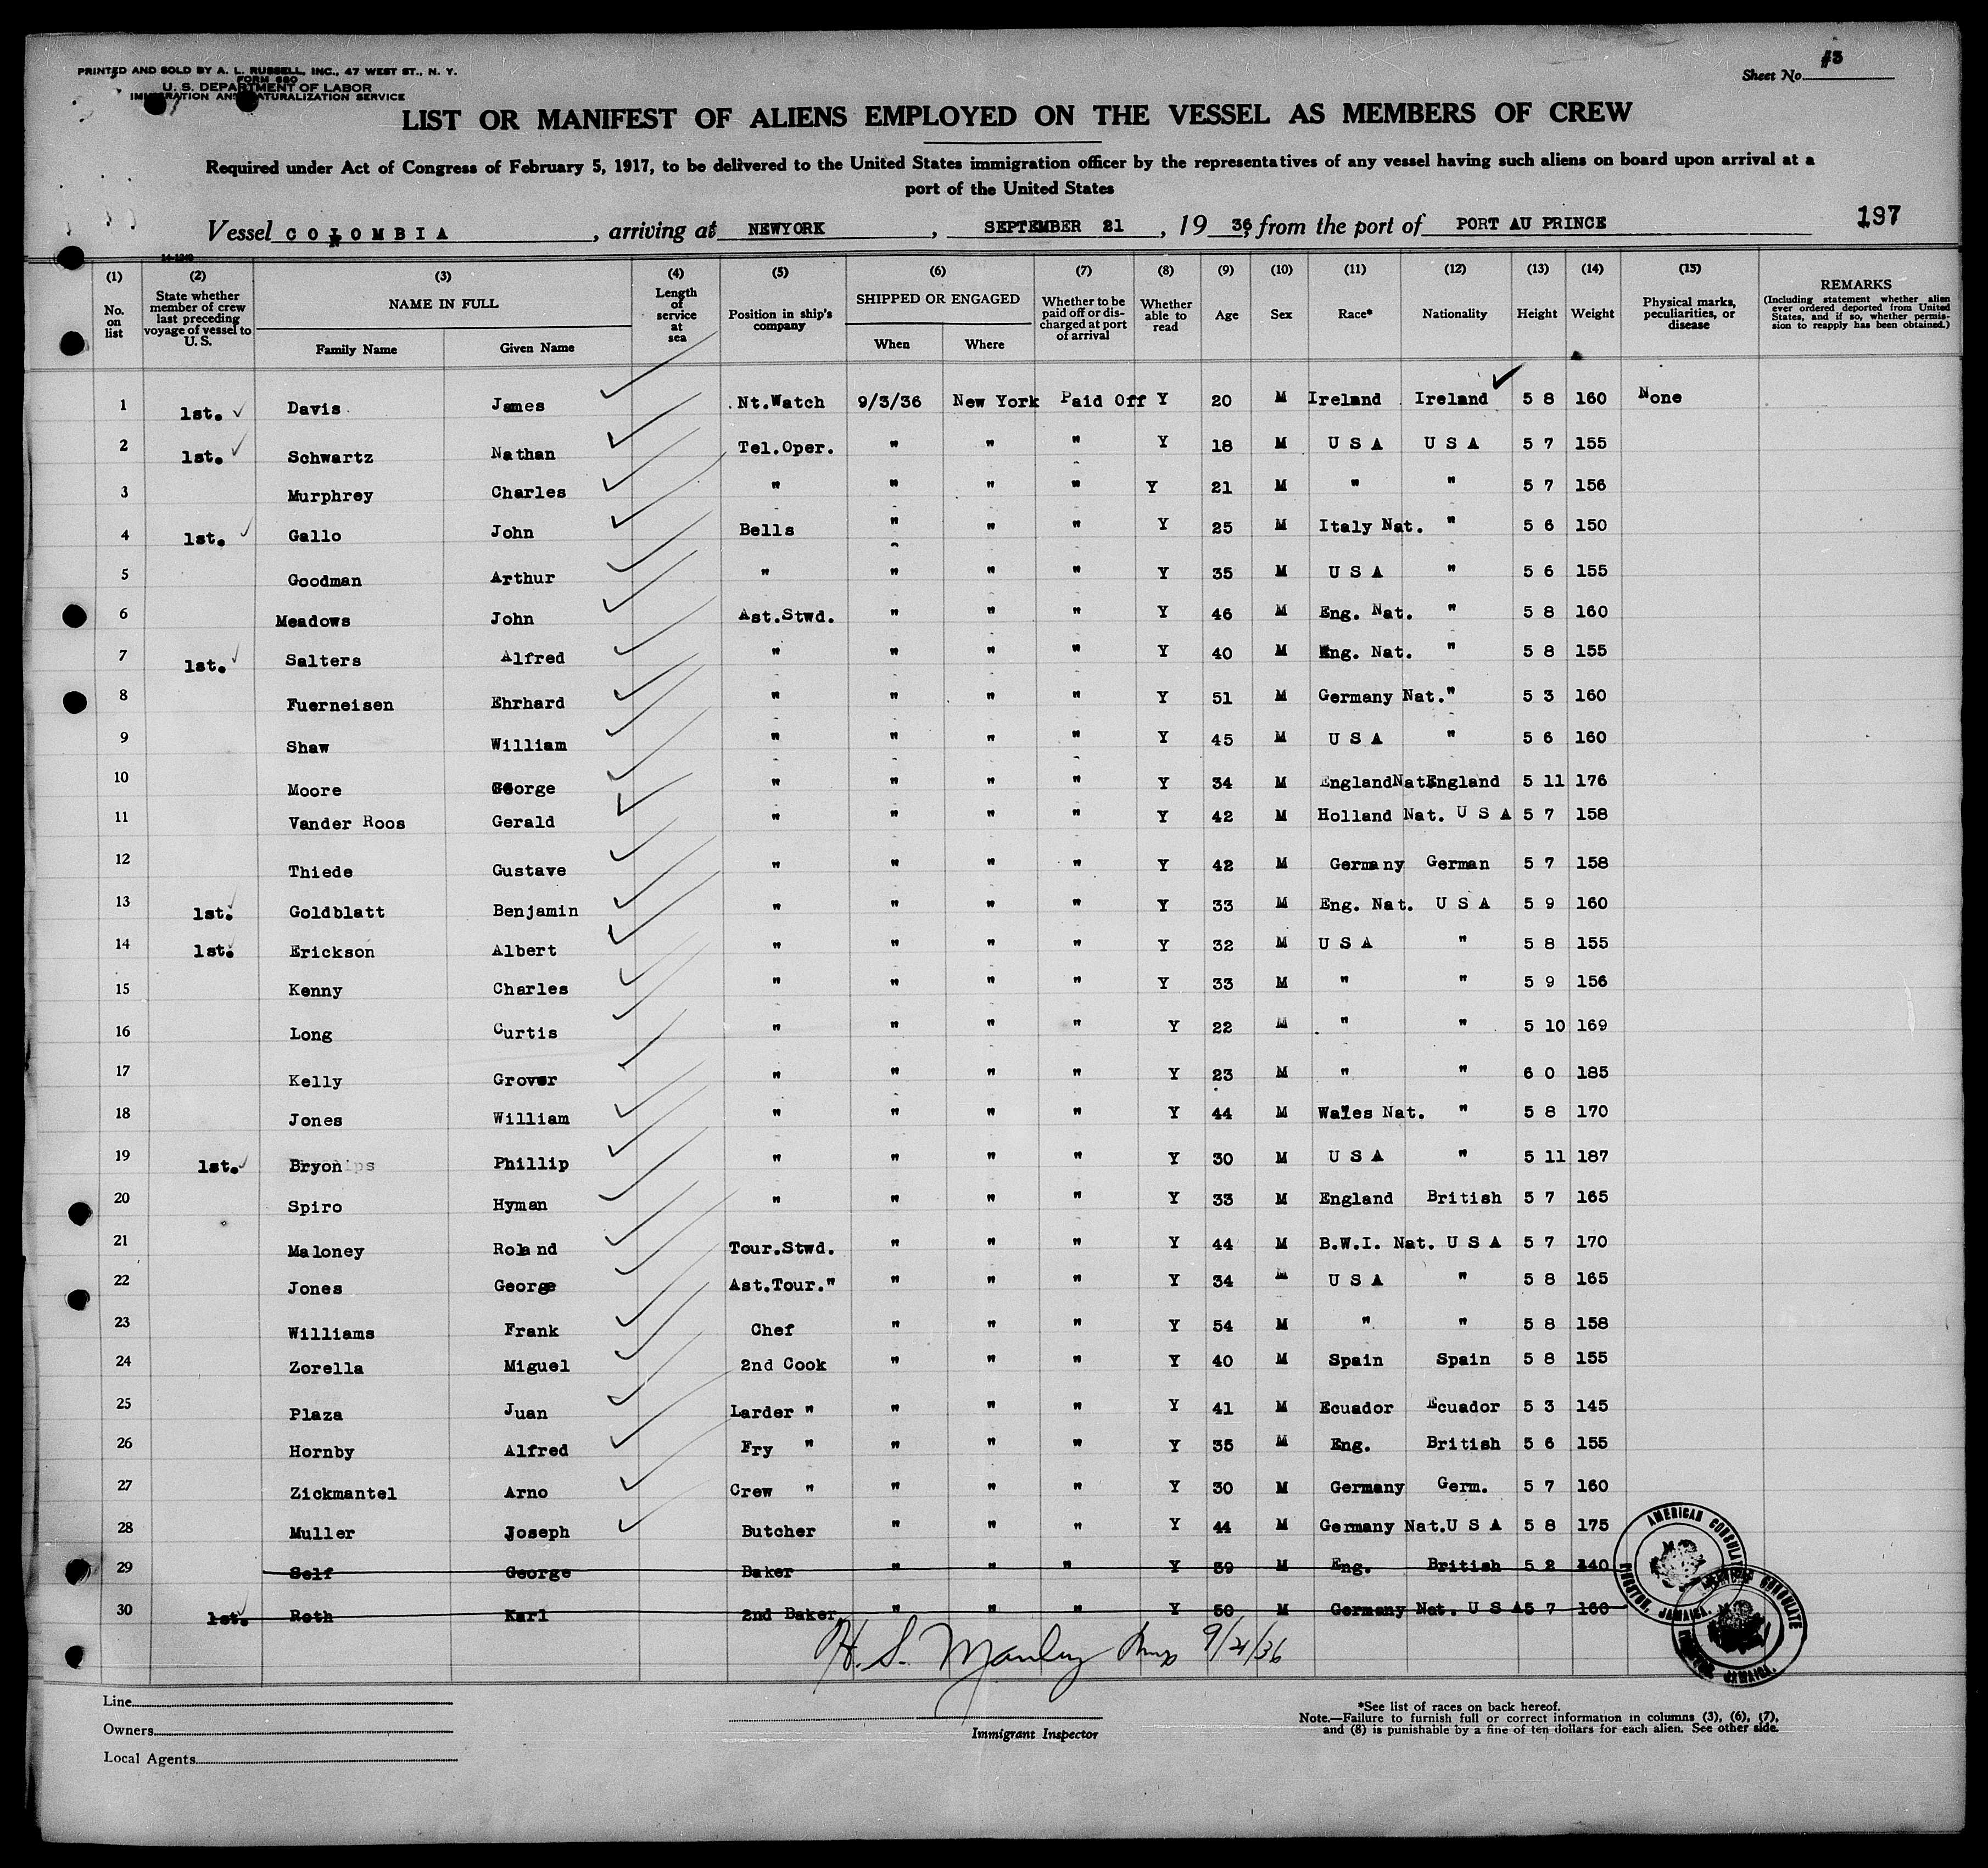 PRINTED AND SOLD BY A. L. RUSSELL, INC., 47 WEST ST., N. Y.
FORM 680
U. S. DEPARTMENT OF LABOR
IMMIGRATION AND NATURALIZATION SERVICE
Sheet No. #3
LIST OR MANIFEST OF ALIENS EMPLOYED ON THE VESSEL AS MEMBERS OF CREW
Required under Act of Congress of February 5, 1917, to be delivered to the United States immigration officer by the representatives of any vessel having such aliens on board upon arrival at a
port of the United States
Vessel COLOMBIA, arriving at NEWYORK, SEPTEMBER 21, 19 36, from the port of PORT AU PRINCE 197
14-1240
(1) (2) (3) (4) (5) (6) (7) (8) (9) (10) (11) (12) (13) (14) (15)
No. on list State whether member of crew last preceding voyage of vessel to U. S. NAME IN FULL Family Name Given Name Length of service at sea Position in ship's company SHIPPED OR ENGAGED When Where Whether to be paid off or discharged at port of arrival Whether able to read Age Sex Race* Nationality Height Weight Physical marks, peculiarities, or disease REMARKS (Including statement whether alien ever ordered deported from United States, and if so, whether permission to reapply has been obtained.)
1 1st. Davis James Nt.Watch 9/3/36 New York Paid Off Y 20 M Ireland Ireland 5 8 160 None
2 1st. Schwartz Nathan Tel.Oper. " " " Y 18 M U S A U S A 5 7 155
3 Murphrey Charles " " " " Y 21 M " " 5 7 156
4 1st. Gallo John Bells " " " Y 25 M Italy Nat. " 5 6 150
5 Goodman Arthur " " " " Y 35 M U S A " 5 6 155
6 Meadows John Ast.Stwd. " " " Y 46 M Eng. Nat. " 5 8 160
7 1st. Salters Alfred " " " " Y 40 M Eng. Nat. " 5 8 155
8 Fuerneisen Ehrhard " " " " Y 51 M Germany Nat. " 5 3 160
9 Shaw William " " " " Y 45 M U S A " 5 6 160
10 Moore George " " " " Y 34 M England Nat. England 5 11 176
11 Vander Roos Gerald " " " " Y 42 M Holland Nat. U S A 5 7 158
12 Thiede Gustave " " " " Y 42 M Germany German 5 7 158
13 1st. Goldblatt Benjamin " " " " Y 33 M Eng. Nat. U S A 5 9 160
14 1st. Erickson Albert " " " " Y 32 M U S A " 5 8 155
15 Kenny Charles " " " " Y 33 M " " 5 9 156
16 Long Curtis " " " " Y 22 M " " 5 10 169
17 Kelly Grover " " " " Y 23 M " " 6 0 185
18 Jones William " " " " Y 44 M Wales Nat. " 5 8 170
19 1st. Bryon Phillip " " " " Y 30 M U S A " 5 11 187
20 Spiro Hyman " " " " Y 33 M England British 5 7 165
21 Maloney Roland Tour.Stwd. " " " Y 44 M B.W.I. Nat. U S A 5 7 170
22 Jones George Ast.Tour." " " " Y 34 M U S A " 5 8 165
23 Williams Frank Chef " " " Y 54 M " " 5 8 158
24 Zorella Miguel 2nd Cook " " " Y 40 M Spain Spain 5 8 155
25 Plaza Juan Larder " " " " Y 41 M Ecuador Ecuador 5 3 145
26 Hornby Alfred Fry " " " " Y 35 M Eng. British 5 6 155
27 Zickmantel Arno Crew " " " " Y 30 M Germany Germ. 5 7 160
28 Muller Joseph Butcher " " " Y 44 M Germany Nat. U S A 5 8 175
29 Self George Baker " " " Y 39 M Eng. British 5 2 140
30 1st. Roth Karl 2nd Baker " " " Y 50 M Germany Nat. U S A 5 7 160
AMERICAN CONSULATE JAMAICA.
AMERICAN CONSULATE JAMAICA.
H. S. Manley 9/21/36
Line
Owners
Local Agents
Immigrant Inspector
*See list of races on back hereof.
Note.—Failure to furnish full or correct information in columns (3), (6), (7),
and (8) is punishable by a fine of ten dollars for each alien. See other side.